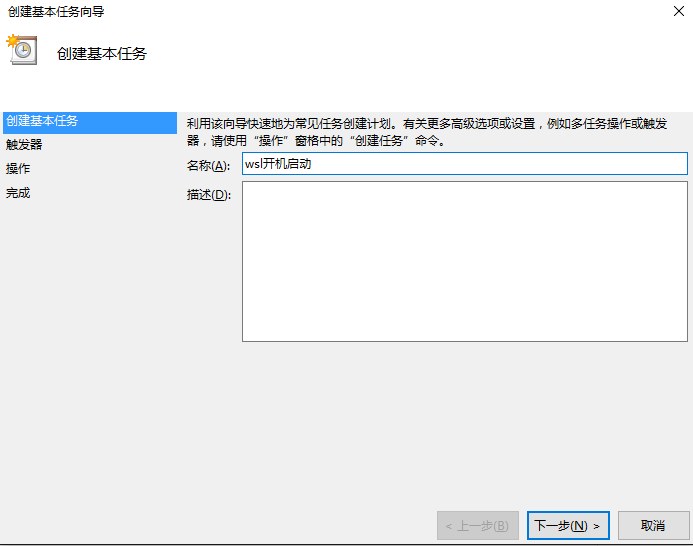 创建基本任务向导
创建基本任务
创建基本任务
触发器
操作
完成
利用该向导快速地为常见任务创建计划。有关更多高级选项或设置，例如多任务操作或触发
器，请使用“操作”窗格中的“创建任务”命令。
名称(A):
wsl开机启动
描述(D):
< 上一步(B)
下一步(N) >
取消